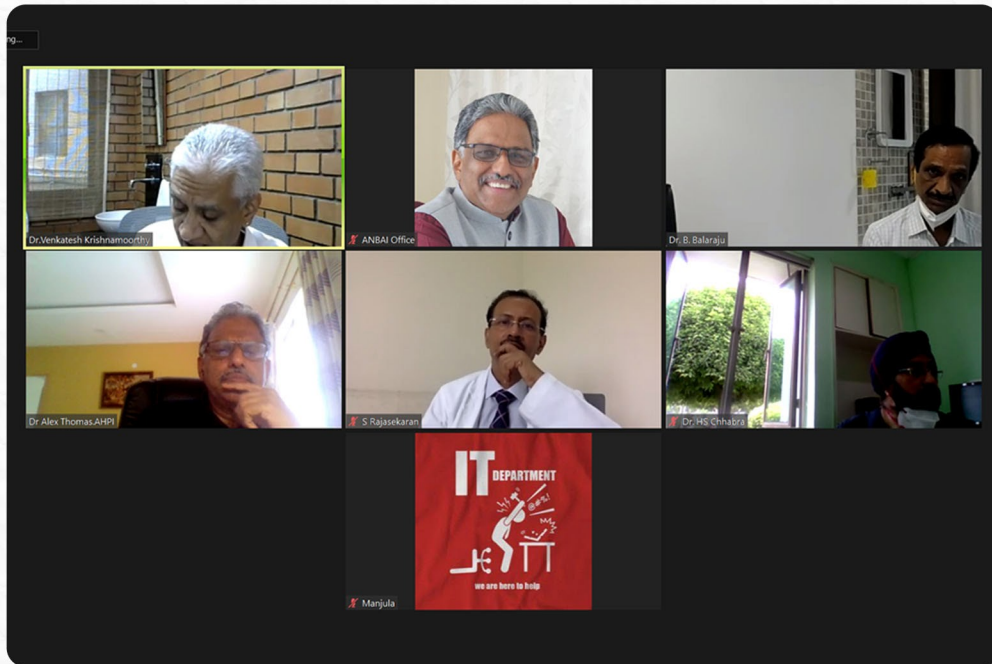 ng...
Dr.Venkatesh Krishnamoorthy
ANBAI Office
Dr. B. Balaraju
Dr Alex Thomas.AHPI
S Rajasekaran
Dr. HS Chhabra
IT DEPARTMENT
@#%!
we are here to help
Manjula